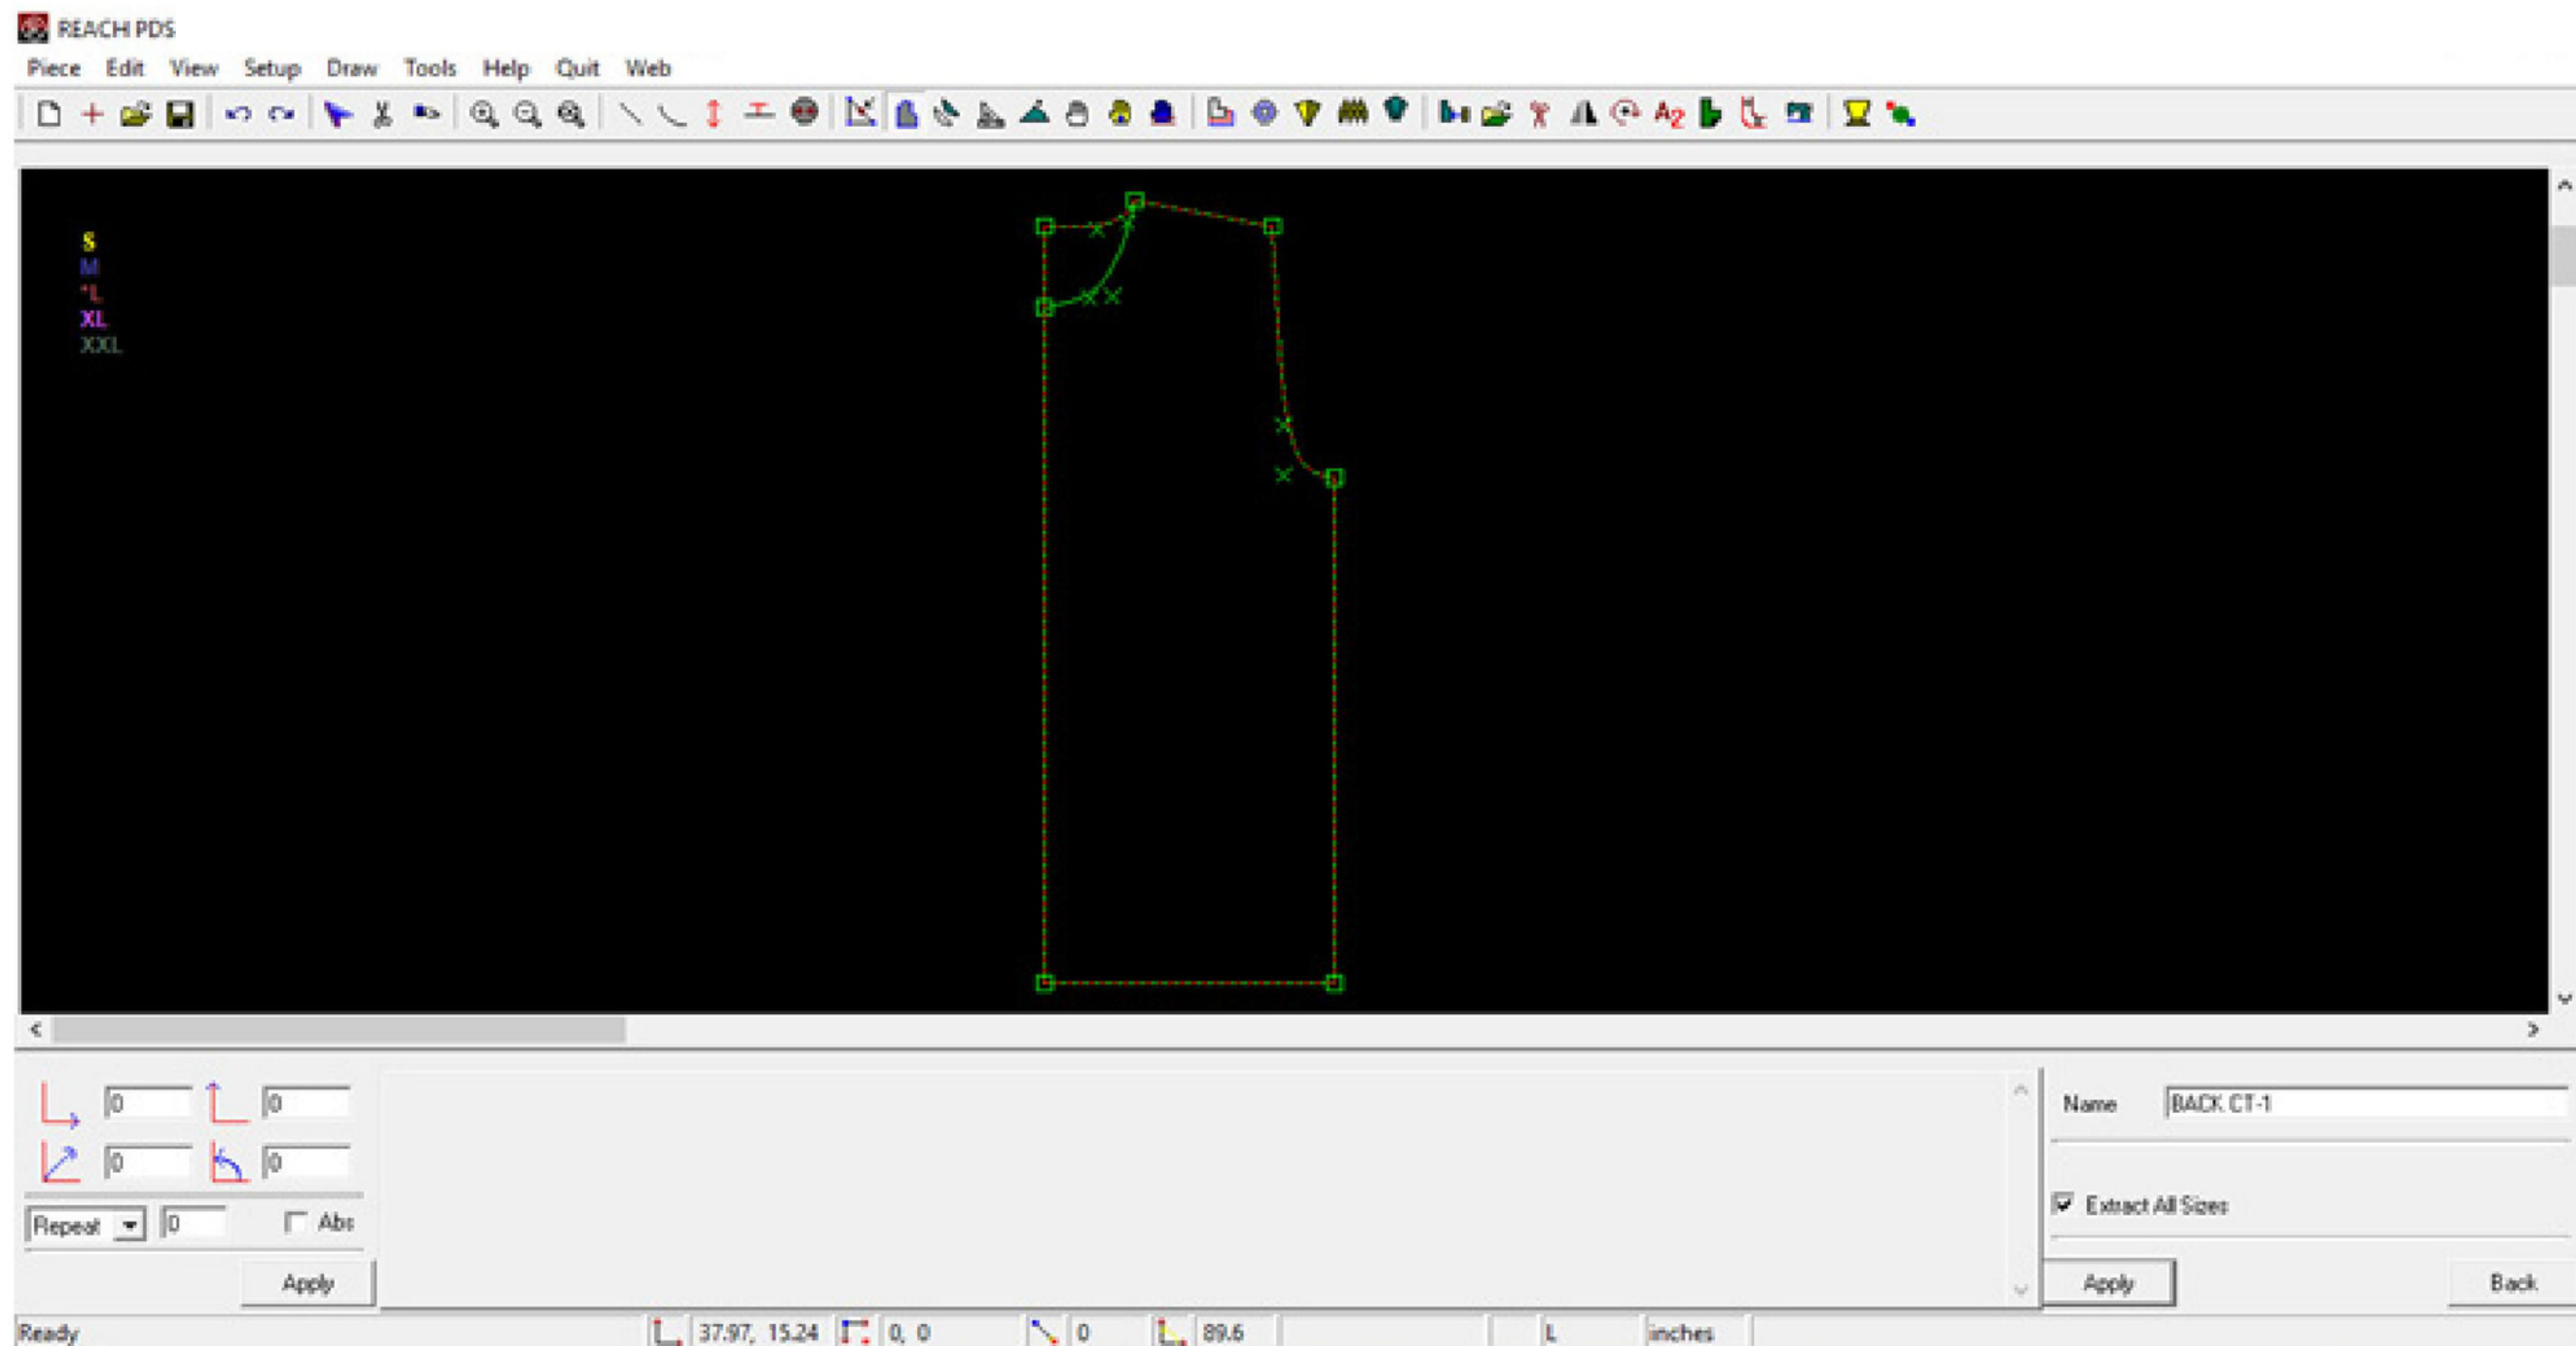 REACH PDS
Piece Edit View Setup Draw Tools Help Quit Web
S
M
*L
XL
XXL
0 0
0 0
Repeat 0 Abs
Apply
Name BACK CT-1
Extract All Sizes
Apply Back
Ready 37.97, 15.24 0, 0 0 89.6 L inches